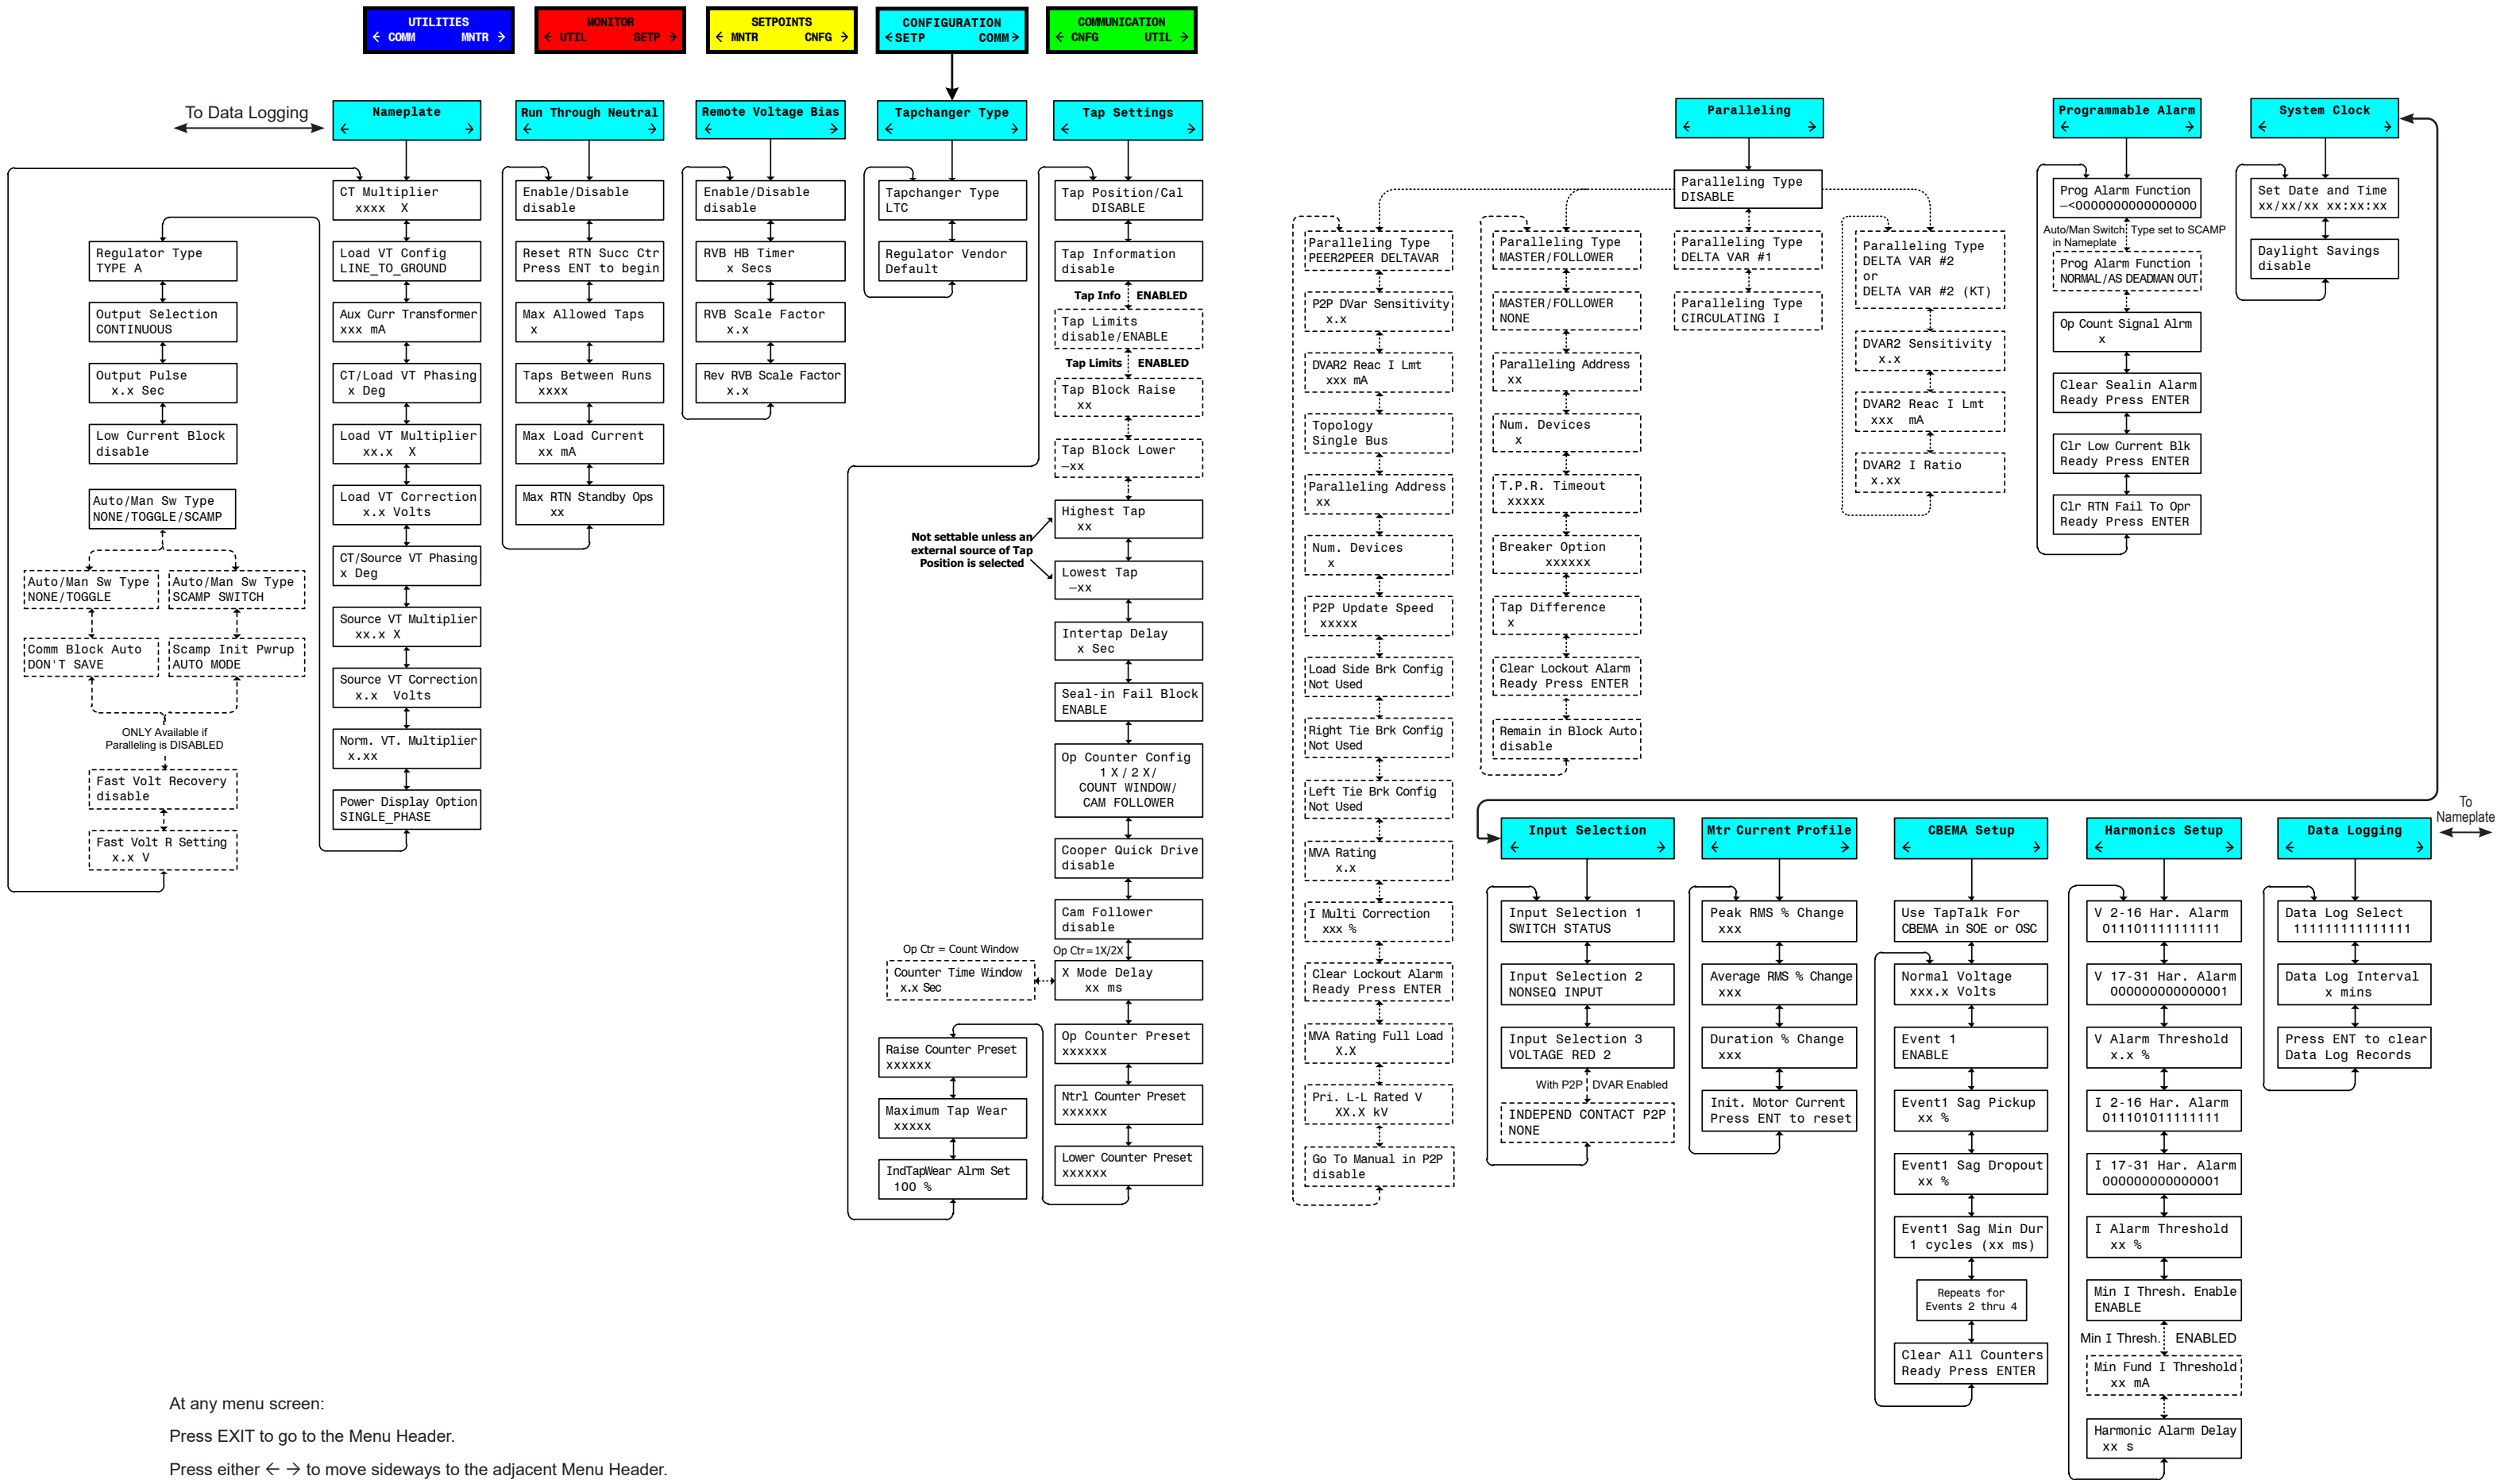 UTILITIES
← COMM MNTR →
MONITOR
← UTIL SETP →
SETPOINTS
← MNTR CNFG →
CONFIGURATION
←SETP COMM→
COMMUNICATION
← CNFG UTIL →
To Data Logging
Nameplate
← →
CT Multiplier
xxxx X
Load VT Config
LINE_TO_GROUND
Aux Curr Transformer
xxx mA
CT/Load VT Phasing
x Deg
Load VT Multiplier
xx.x X
Load VT Correction
x.x Volts
CT/Source VT Phasing
x Deg
Source VT Multiplier
xx.x X
Source VT Correction
x.x Volts
Norm. VT. Multiplier
x.xx
Power Display Option
SINGLE_PHASE
Regulator Type
TYPE A
Output Selection
CONTINUOUS
Output Pulse
x.x Sec
Low Current Block
disable
Auto/Man Sw Type
NONE/TOGGLE/SCAMP
Auto/Man Sw Type
NONE/TOGGLE
Auto/Man Sw Type
SCAMP SWITCH
Comm Block Auto
DON'T SAVE
Scamp Init Pwrup
AUTO MODE
ONLY Available if
Paralleling is DISABLED
Fast Volt Recovery
disable
Fast Volt R Setting
x.x V
Run Through Neutral
← →
Enable/Disable
disable
Reset RTN Succ Ctr
Press ENT to begin
Max Allowed Taps
x
Taps Between Runs
xxxx
Max Load Current
xx mA
Max RTN Standby Ops
xx
Remote Voltage Bias
← →
Enable/Disable
disable
RVB HB Timer
x Secs
RVB Scale Factor
x.x
Rev RVB Scale Factor
x.x
Tapchanger Type
← →
Tapchanger Type
LTC
Regulator Vendor
Default
Tap Settings
← →
Tap Position/Cal
DISABLE
Tap Information
disable
Tap Info ENABLED
Tap Limits
disable/ENABLE
Tap Limits ENABLED
Tap Block Raise
xx
Tap Block Lower
—xx
Highest Tap
xx
Not settable unless an
external source of Tap
Position is selected
Lowest Tap
—xx
Intertap Delay
x Sec
Seal-in Fail Block
ENABLE
Op Counter Config
1 X / 2 X/
COUNT WINDOW/
CAM FOLLOWER
Cooper Quick Drive
disable
Cam Follower
disable
Op Ctr = Count Window
Op Ctr=1X/2X
Counter Time Window
x.x Sec
X Mode Delay
xx ms
Op Counter Preset
xxxxxx
Ntrl Counter Preset
xxxxxx
Lower Counter Preset
xxxxxx
Raise Counter Preset
xxxxxx
Maximum Tap Wear
xxxxx
IndTapWear Alrm Set
100 %
Paralleling
← →
Paralleling Type
DISABLE
Paralleling Type
PEER2PEER DELTAVAR
P2P DVar Sensitivity
x.x
DVAR2 Reac I Lmt
xxx mA
Topology
Single Bus
Paralleling Address
xx
Num. Devices
x
P2P Update Speed
xxxxx
Load Side Brk Config
Not Used
Right Tie Brk Config
Not Used
Left Tie Brk Config
Not Used
MVA Rating
x.x
I Multi Correction
xxx %
Clear Lockout Alarm
Ready Press ENTER
MVA Rating Full Load
X.X
Pri. L-L Rated V
XX.X kV
Go To Manual in P2P
disable
Paralleling Type
MASTER/FOLLOWER
MASTER/FOLLOWER
NONE
Paralleling Address
xx
Num. Devices
x
T.P.R. Timeout
xxxxx
Breaker Option
xxxxxx
Tap Difference
x
Clear Lockout Alarm
Ready Press ENTER
Remain in Block Auto
disable
Paralleling Type
DELTA VAR #1
Paralleling Type
CIRCULATING I
Paralleling Type
DELTA VAR #2
or
DELTA VAR #2 (KT)
DVAR2 Sensitivity
x.x
DVAR2 Reac I Lmt
xxx mA
DVAR2 I Ratio
x.xx
Programmable Alarm
← →
Prog Alarm Function
—<0000000000000000
Auto/Man Switch Type set to SCAMP
in Nameplate
Prog Alarm Function
NORMAL/AS DEADMAN OUT
Op Count Signal Alrm
x
Clear Sealin Alarm
Ready Press ENTER
Clr Low Current Blk
Ready Press ENTER
Clr RTN Fail To Opr
Ready Press ENTER
System Clock
← →
Set Date and Time
xx/xx/xx xx:xx:xx
Daylight Savings
disable
To
Nameplate
Input Selection
← →
Input Selection 1
SWITCH STATUS
Input Selection 2
NONSEQ INPUT
Input Selection 3
VOLTAGE RED 2
With P2P DVAR Enabled
INDEPEND CONTACT P2P
NONE
Mtr Current Profile
← →
Peak RMS % Change
xxx
Average RMS % Change
xxx
Duration % Change
xxx
Init. Motor Current
Press ENT to reset
CBEMA Setup
← →
Use TapTalk For
CBEMA in SOE or OSC
Normal Voltage
xxx.x Volts
Event 1
ENABLE
Event1 Sag Pickup
xx %
Event1 Sag Dropout
xx %
Event1 Sag Min Dur
1 cycles (xx ms)
Repeats for
Events 2 thru 4
Clear All Counters
Ready Press ENTER
Harmonics Setup
← →
V 2-16 Har. Alarm
011101111111111
V 17-31 Har. Alarm
000000000000001
V Alarm Threshold
x.x %
I 2-16 Har. Alarm
011101011111111
I 17-31 Har. Alarm
000000000000001
I Alarm Threshold
xx %
Min I Thresh. Enable
ENABLE
Min I Thresh. ENABLED
Min Fund I Threshold
xx mA
Harmonic Alarm Delay
xx s
Data Logging
← →
Data Log Select
111111111111111
Data Log Interval
x mins
Press ENT to clear
Data Log Records
At any menu screen:
Press EXIT to go to the Menu Header.
Press either ← → to move sideways to the adjacent Menu Header.